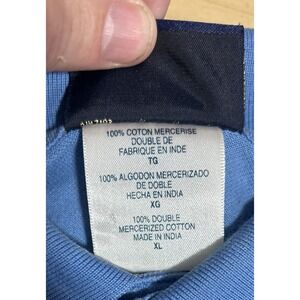 100% COTON MERCERISE
DOUBLE DE
FABRIQUE EN INDE
TG
100% ALGODON MERCERIZADO
DE DOBLE
HECHA EN INDIA
XG
100% DOUBLE
MERCERIZED COTTON
MADE IN INDIA
XL